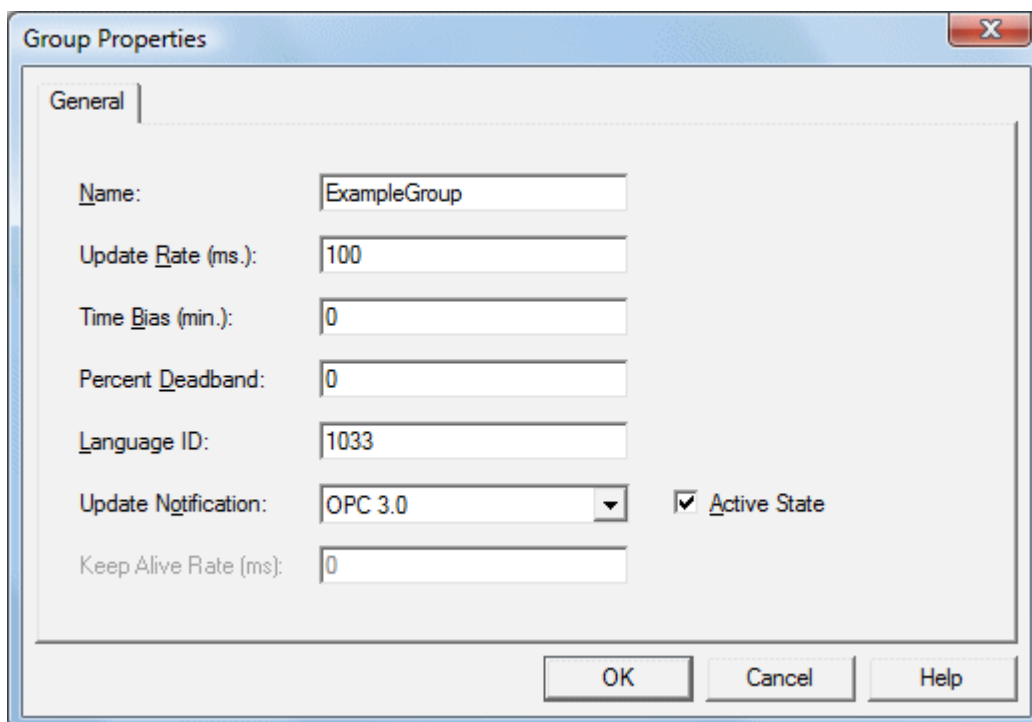 Group Properties
General
Name: ExampleGroup
Update Rate (ms.): 100
Time Bias (min.): 0
Percent Deadband: 0
Language ID: 1033
Update Notification: OPC 3.0 Active State
Keep Alive Rate (ms): 0
OK Cancel Help